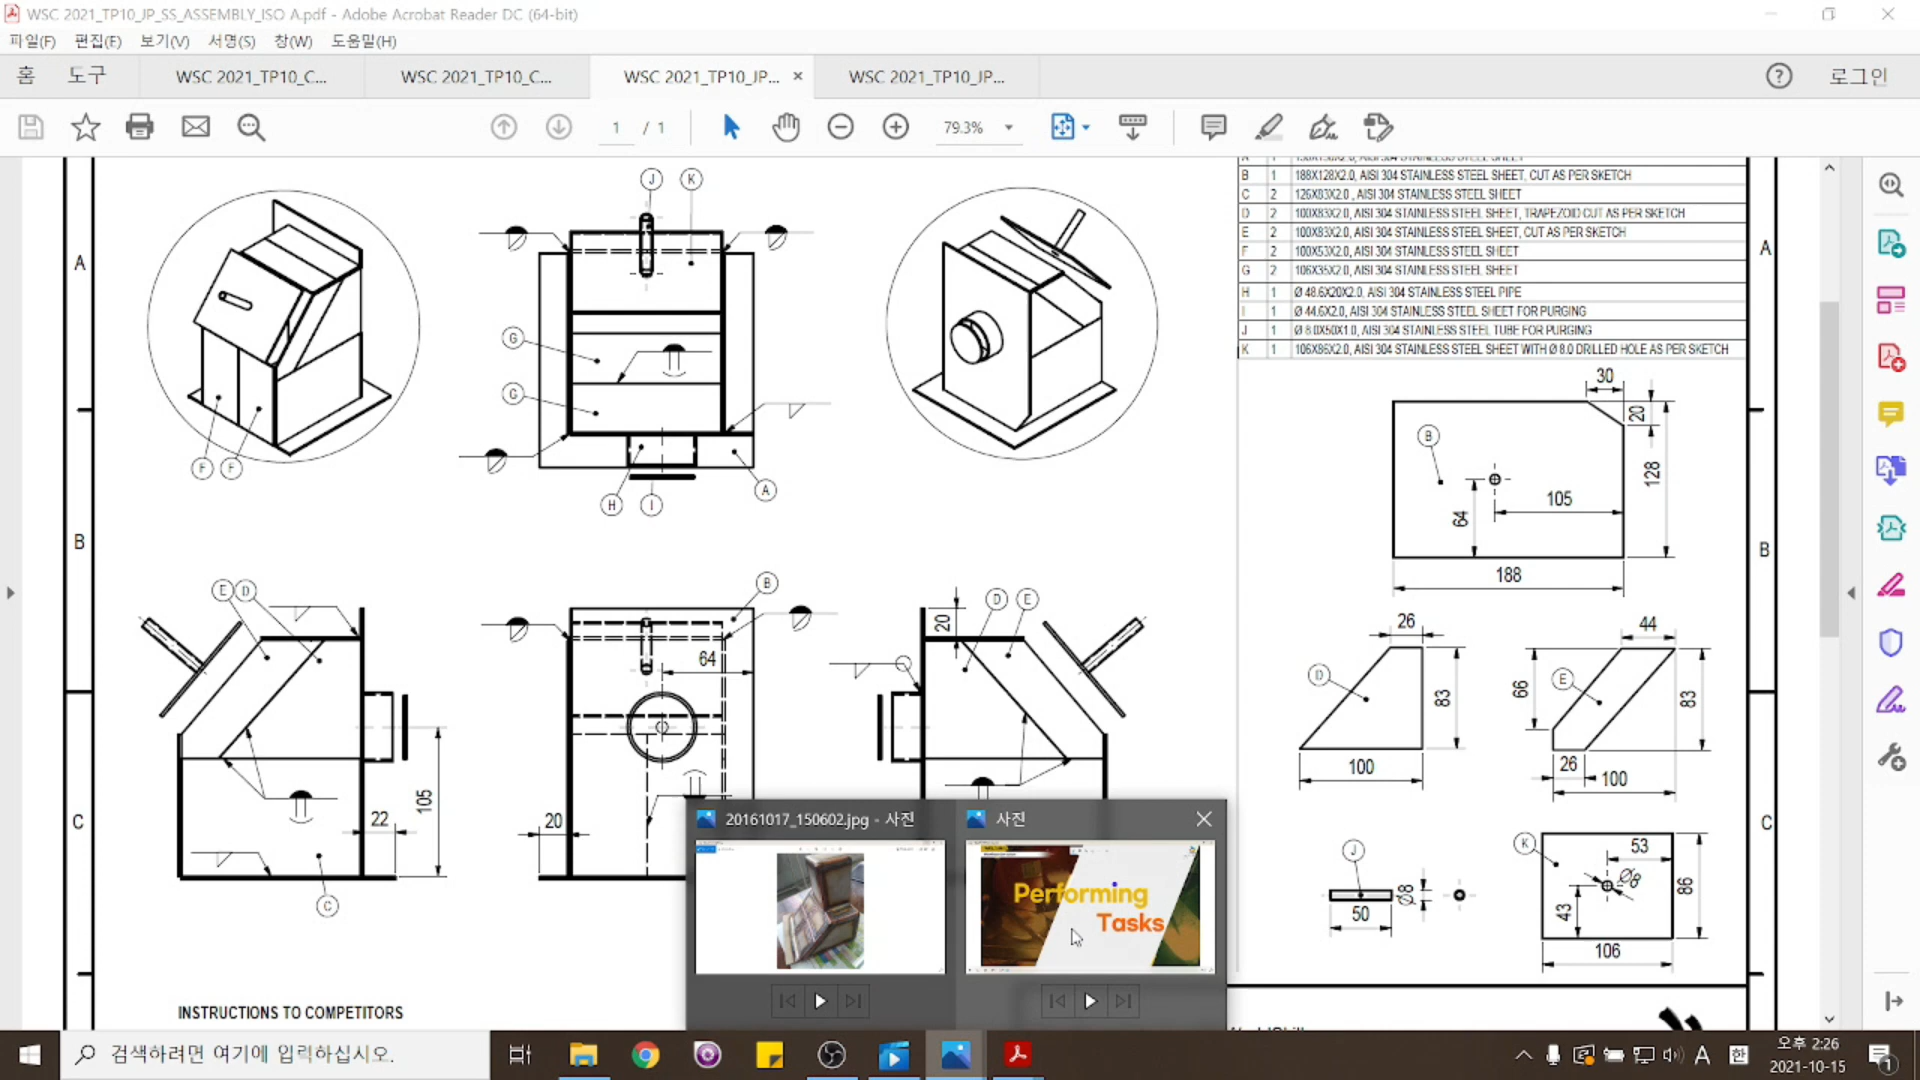 WSC 2021_TP10_JP_SS_ASSEMBLY_ISO A.pdf - Adobe Acrobat Reader DC (64-bit)
파일(F) 편집(E) 보기(V) 서명(S) 창(W) 도움말(H)
홈 도구 WSC 2021_TP10_C... WSC 2021_TP10_C... WSC 2021_TP10_JP... × WSC 2021_TP10_JP... ? 로그인
1 / 1 79.3%
B 1 188X128X2.0, AISI 304 STAINLESS STEEL SHEET, CUT AS PER SKETCH
C 2 126X83X2.0, AISI 304 STAINLESS STEEL SHEET
D 2 100X83X2.0, AISI 304 STAINLESS STEEL SHEET, TRAPEZOID CUT AS PER SKETCH
E 2 100X83X2.0, AISI 304 STAINLESS STEEL SHEET, CUT AS PER SKETCH
F 2 100X53X2.0, AISI 304 STAINLESS STEEL SHEET
G 2 106X35X2.0, AISI 304 STAINLESS STEEL SHEET
H 1 Ø 48.6X20X2.0, AISI 304 STAINLESS STEEL PIPE
I 1 Ø 44.6X2.0, AISI 304 STAINLESS STEEL SHEET FOR PURGING
J 1 Ø 8.0X50X1.0, AISI 304 STAINLESS STEEL TUBE FOR PURGING
K 1 106X86X2.0, AISI 304 STAINLESS STEEL SHEET WITH Ø 8.0 DRILLED HOLE AS PER SKETCH
J K
A A
G
G
F F
H I A
30
20
B
128
105
64
188
B B
E D
B
D E
20
64
105
22
20
C
26
D
83
100
44
66
E
83
26
100
C C
J
50
Ø8
K
53
Ø8
43
86
106
20161017_150602.jpg - 사진
사진
Performing
Tasks
INSTRUCTIONS TO COMPETITORS
검색하려면 여기에 입력하십시오.
A 한
오후 2:26
2021-10-15
1